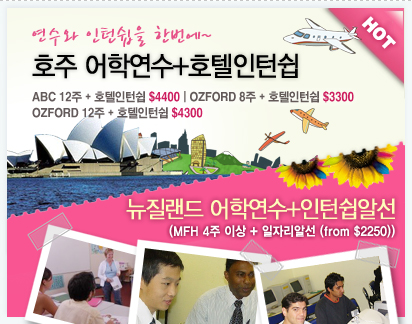 연수와 인턴쉽을 한번에~
HOT
호주 어학연수+호텔인턴쉽
ABC 12주 + 호텔인턴쉽 $4400 | OZFORD 8주 + 호텔인턴쉽 $3300
OZFORD 12주 + 호텔인턴쉽 $4300
뉴질랜드 어학연수+인턴쉽알선
(MFH 4주 이상 + 일자리알선 (from $2250))